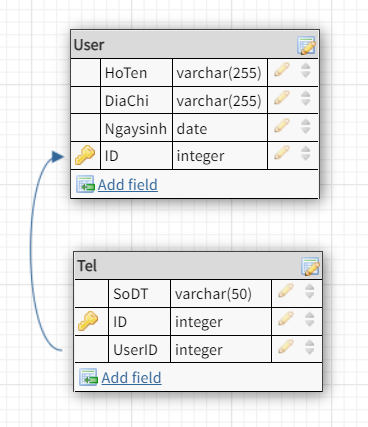 User
HoTen varchar(255)
DiaChi varchar(255)
Ngaysinh date
ID integer
Add field
Tel
SoDT varchar(50)
ID integer
UserID integer
Add field